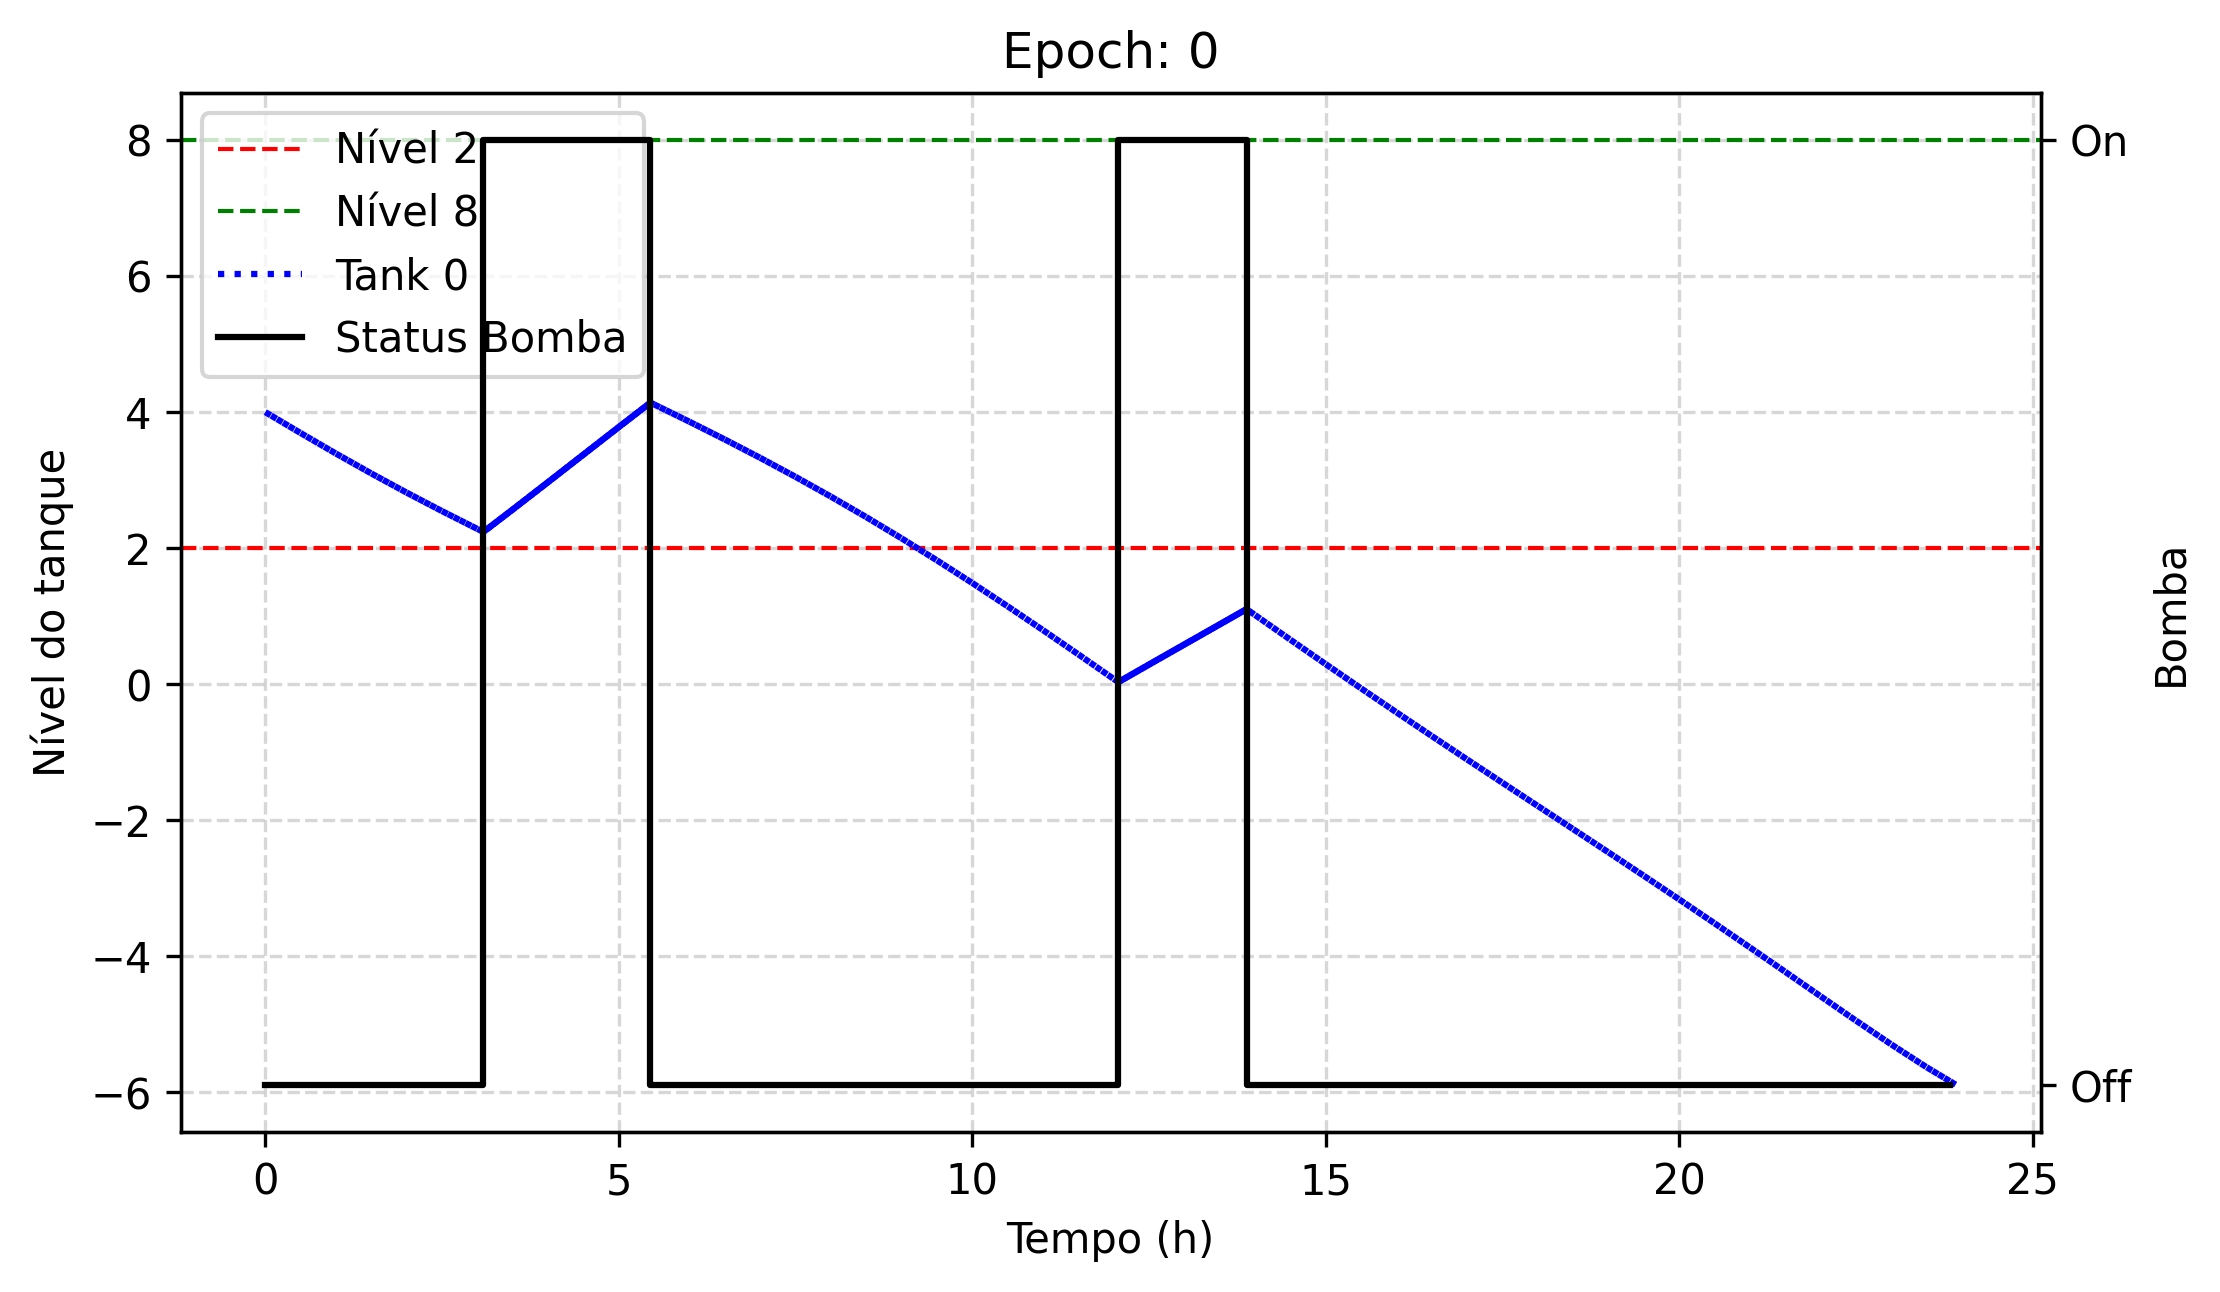 Epoch: 0
Nível 2
Nível 8
Tank 0
Status Bomba
8
6
4
2
0
−2
−4
−6
Nível do tanque
On
Off
Bomba
0
5
10
15
20
25
Tempo (h)